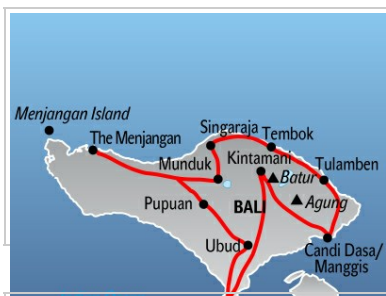 Menjangan Island
The Menjangan
Singaraja
Tembok
Munduk
Kintamani
Batur
Tulamben
Pupuan
BALI
Agung
Ubud
Candi Dasa/
Manggis